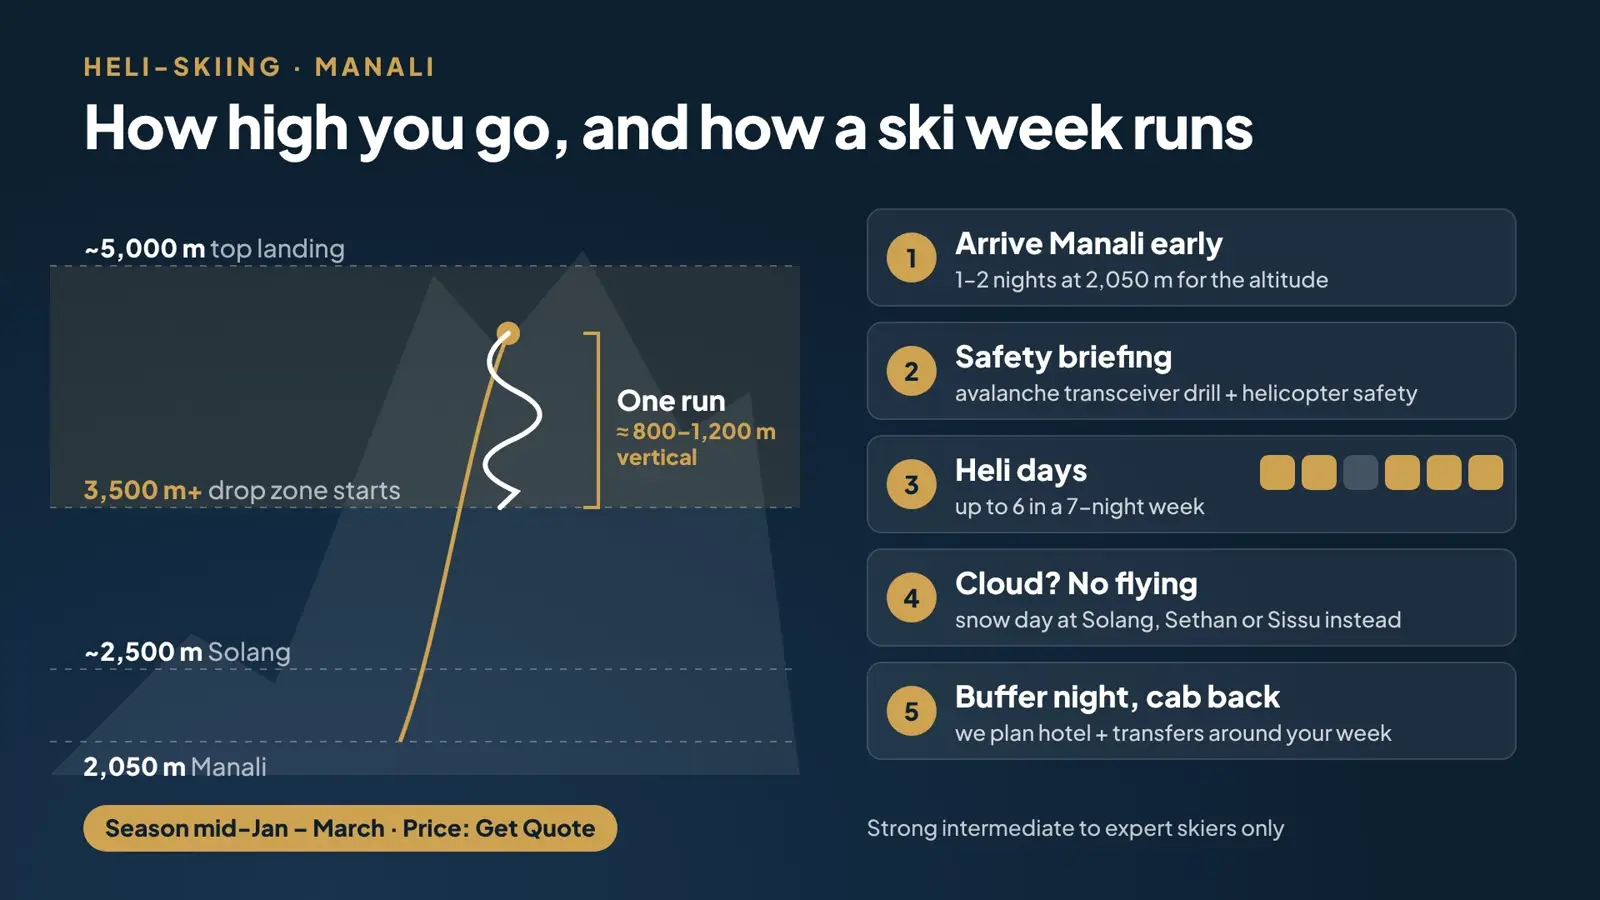 HELI-SKIING · MANALI
How high you go, and how a ski week runs
~5,000 m top landing
One run
≈ 800–1,200 m
vertical
3,500 m+ drop zone starts
~2,500 m Solang
2,050 m Manali
Season mid-Jan – March · Price: Get Quote
1
Arrive Manali early
1–2 nights at 2,050 m for the altitude
2
Safety briefing
avalanche transceiver drill + helicopter safety
3
Heli days
up to 6 in a 7-night week
4
Cloud? No flying
snow day at Solang, Sethan or Sissu instead
5
Buffer night, cab back
we plan hotel + transfers around your week
Strong intermediate to expert skiers only